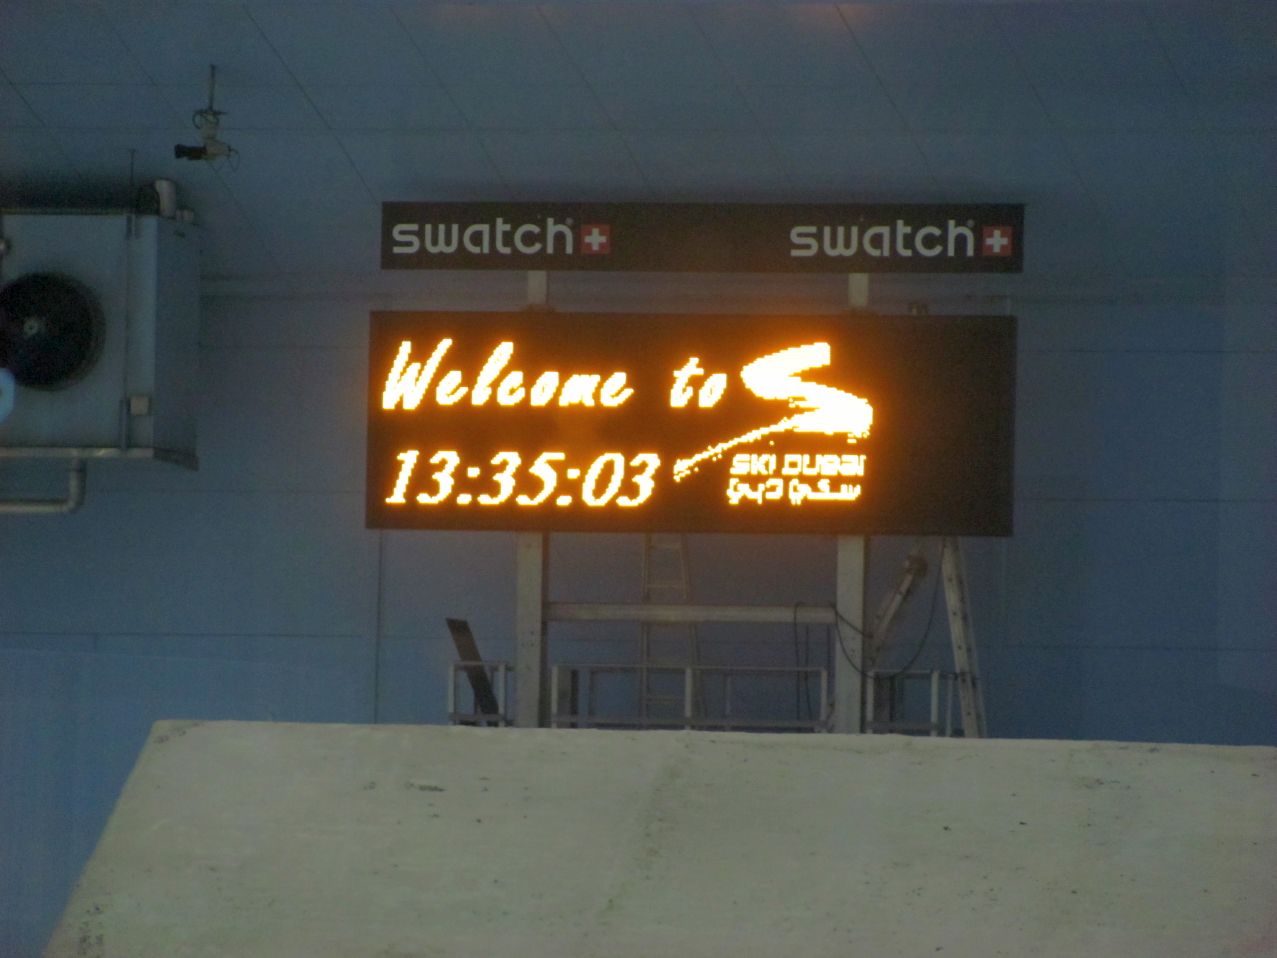 swatch swatch
Welcome to
13:35:03
SKI DUBAI
سكي دبي